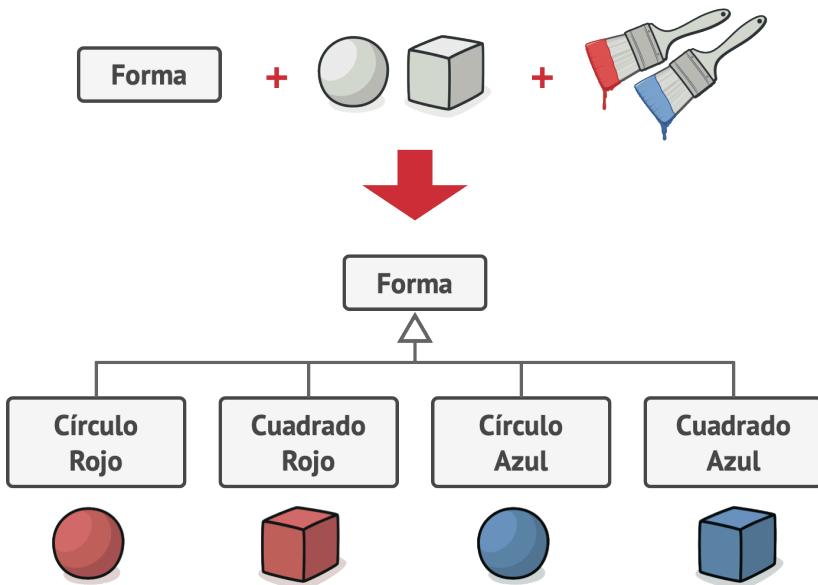 Forma
+
+
Forma
Círculo
Rojo
Cuadrado
Rojo
Círculo
Azul
Cuadrado
Azul